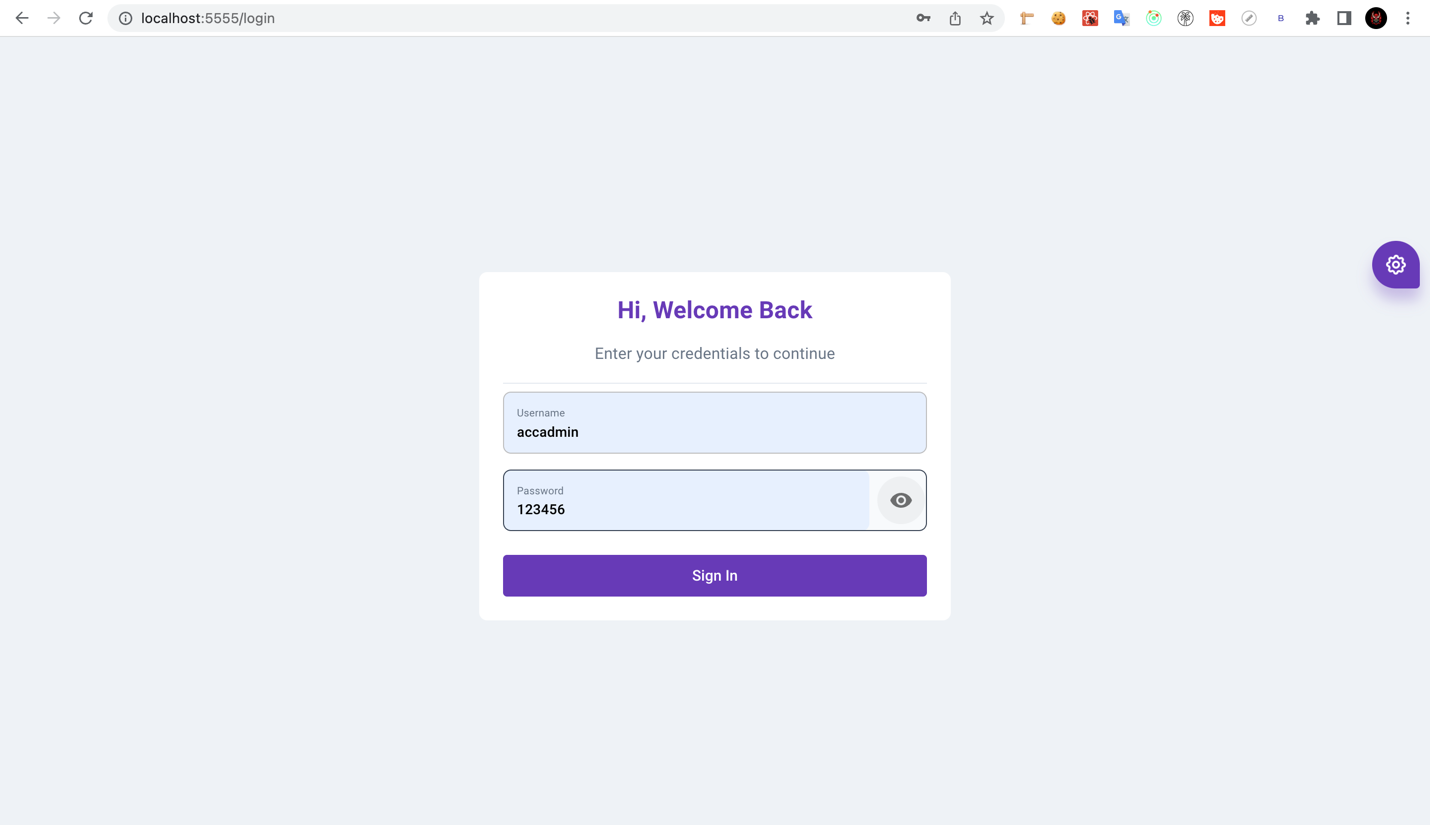 localhost:5555/login
B
Hi, Welcome Back
Enter your credentials to continue
Username
accadmin
Password
123456
Sign In